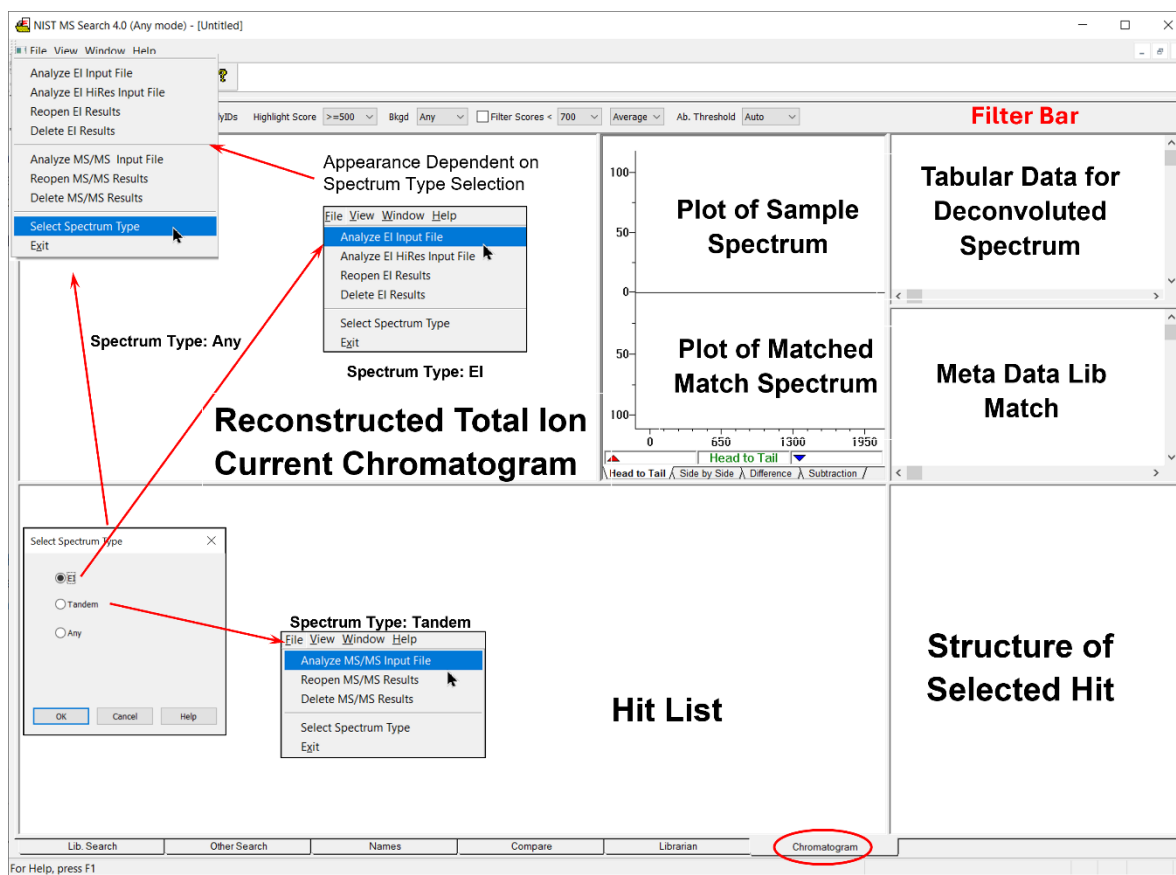 NIST MS Search 4.0 (Any mode) - [Untitled]
File View Window Help
Analyze EI Input File
Analyze EI HiRes Input File
Reopen EI Results
Delete EI Results
Analyze MS/MS Input File
Reopen MS/MS Results
Delete MS/MS Results
Select Spectrum Type
Exit
Highlight Score >=500 Bkgd Any Filter Scores < 700 Average Ab. Threshold Auto
Filter Bar
Appearance Dependent on
Spectrum Type Selection
File View Window Help
Analyze EI Input File
Analyze EI HiRes Input File
Reopen EI Results
Delete EI Results
Select Spectrum Type
Exit
Spectrum Type: Any
Spectrum Type: EI
Reconstructed Total Ion
Current Chromatogram
100
50
0
50
100
0 650 1300 1950
Plot of Sample
Spectrum
Plot of Matched
Match Spectrum
Head to Tail
Head to Tail Side by Side Difference Subtraction
Tabular Data for
Deconvoluted
Spectrum
Meta Data Lib
Match
Select Spectrum Type
EI
Tandem
Any
OK Cancel Help
Spectrum Type: Tandem
File View Window Help
Analyze MS/MS Input File
Reopen MS/MS Results
Delete MS/MS Results
Select Spectrum Type
Exit
Hit List
Structure of
Selected Hit
Lib. Search Other Search Names Compare Librarian Chromatogram
For Help, press F1